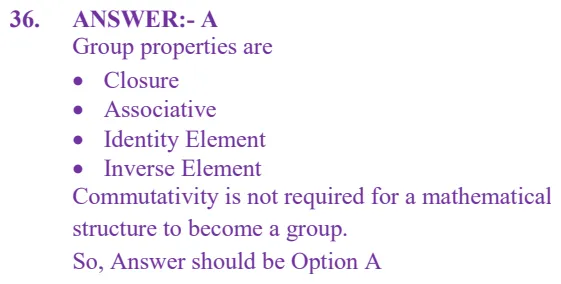 36. ANSWER:- A
Group properties are
• Closure
• Associative
• Identity Element
• Inverse Element
Commutativity is not required for a mathematical
structure to become a group.
So, Answer should be Option A